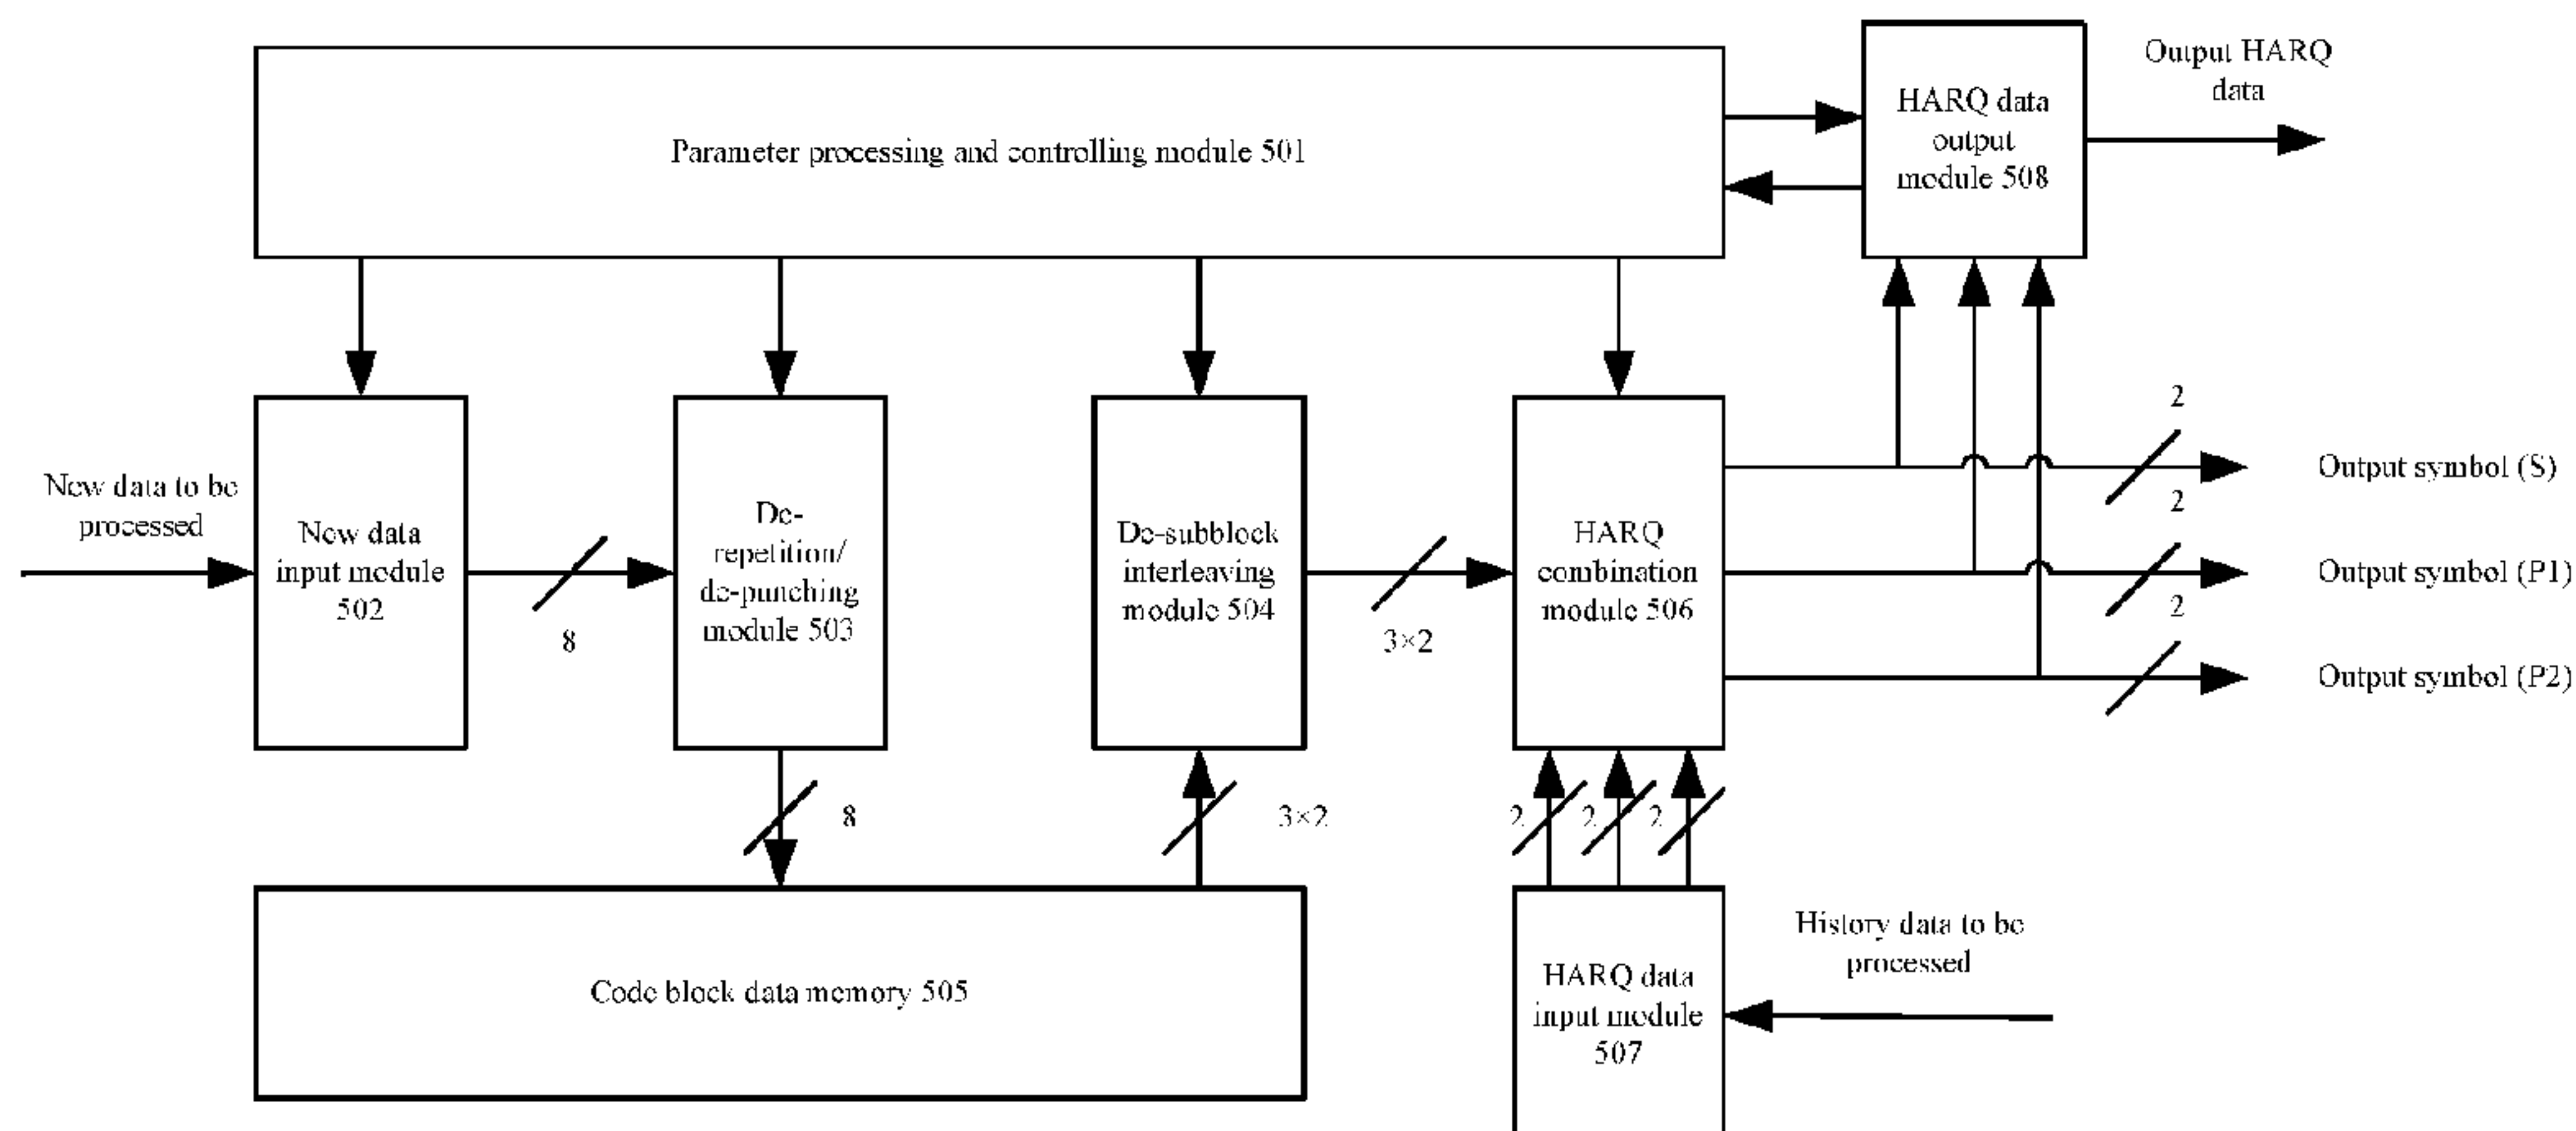 Output HARQ
data
HARQ data
output
module 508
Parameter processing and controlling module 501
New data to be
processed
New data
input module
502
8
De-
repetition/
de-punching
module 503
8
De-subblock
interleaving
module 504
3×2
3×2
HARQ
combination
module 506
2
Output symbol (S)
2
Output symbol (P1)
2
Output symbol (P2)
2
2
2
Code block data memory 505
HARQ data
input module
507
History data to be
processed